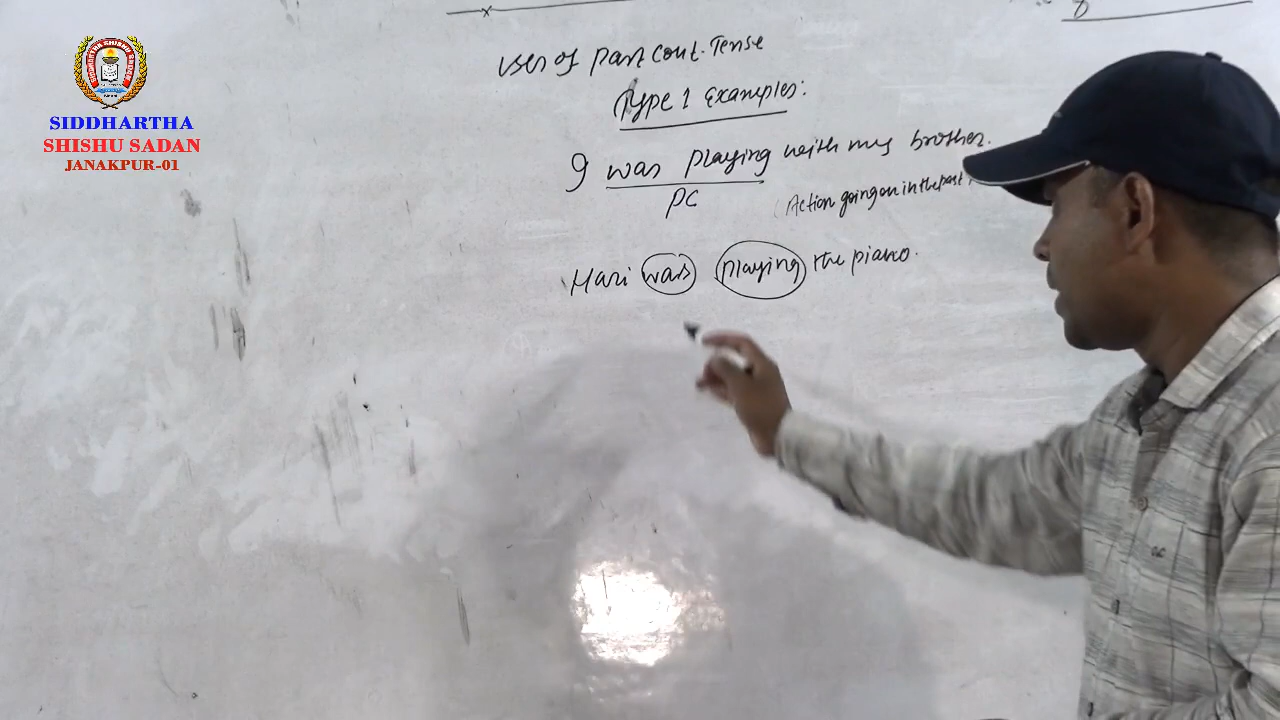 SIDDHARTHA
SHISHU SADAN
JANAKPUR-01
Uses of Past Cont. Tense
Type 1 Examples:
I was playing with my brother.
PC
(Action going on in the past
Hari was playing the piano.